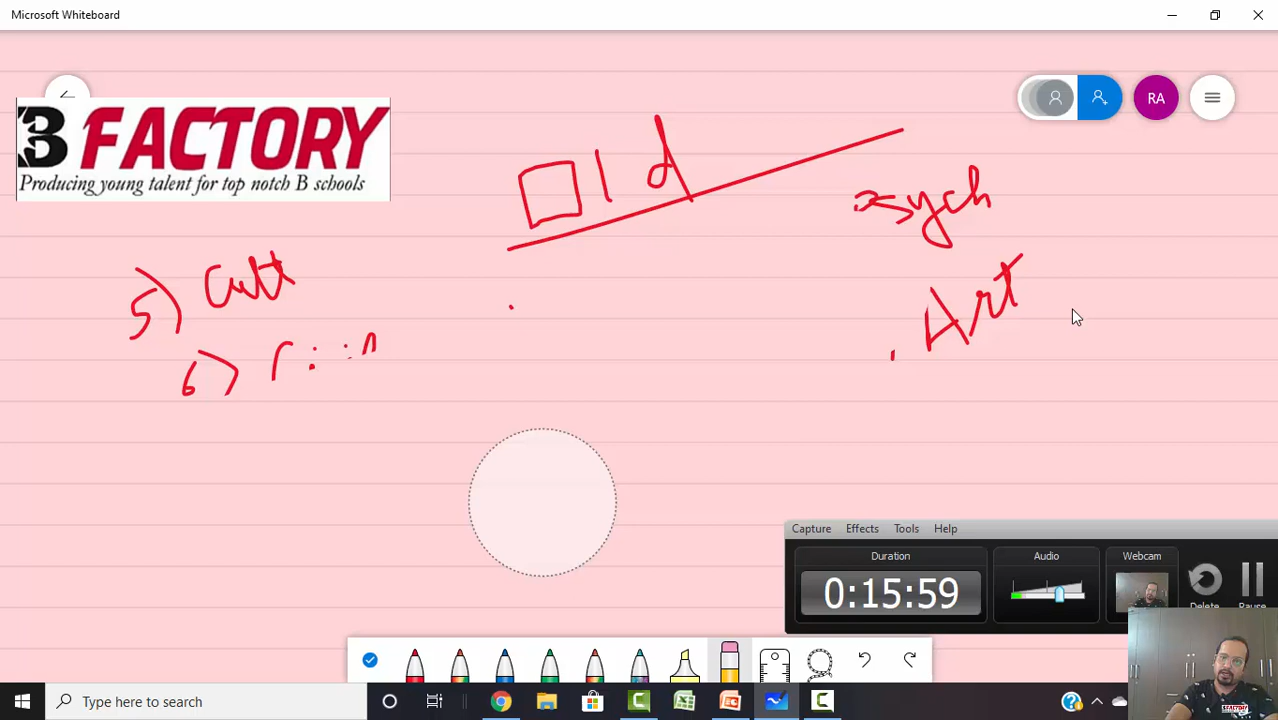 Microsoft Whiteboard
B FACTORY
Producing young talent for top notch B schools
RA
old
psych
5) Cult
6)
Art
Capture Effects Tools Help
Duration Audio Webcam
0:15:59
Delete Pause
Type here to search